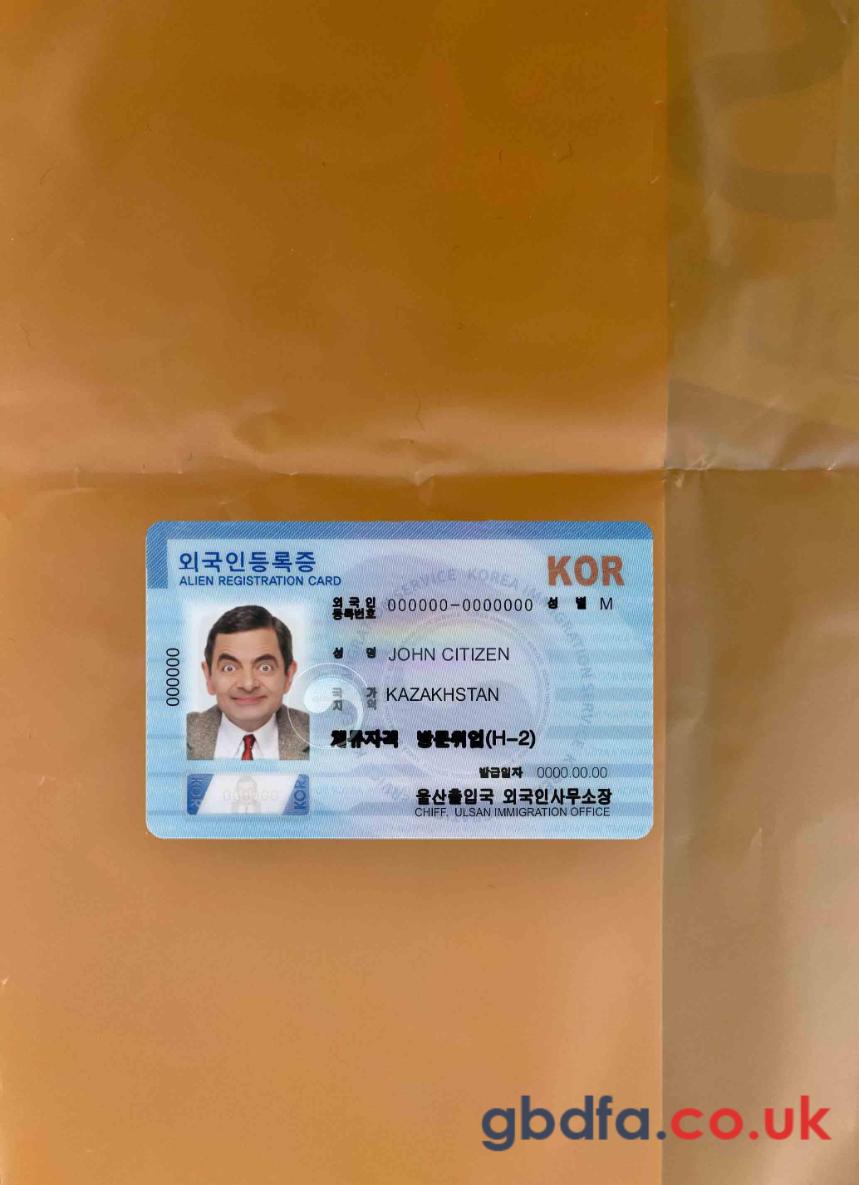 외국인등록증
ALIEN REGISTRATION CARD
KOR
외국인
등록번호 000000-0000000 성 별 M
성 명 JOHN CITIZEN
국 가
지 역 KAZAKHSTAN
체류자격 방문취업(H-2)
발급일자 0000.00.00
울산출입국 외국인사무소장
CHIFF, ULSAN IMMIGRATION OFFICE
000000
KOR 000000 KOR
gbdfa.co.uk